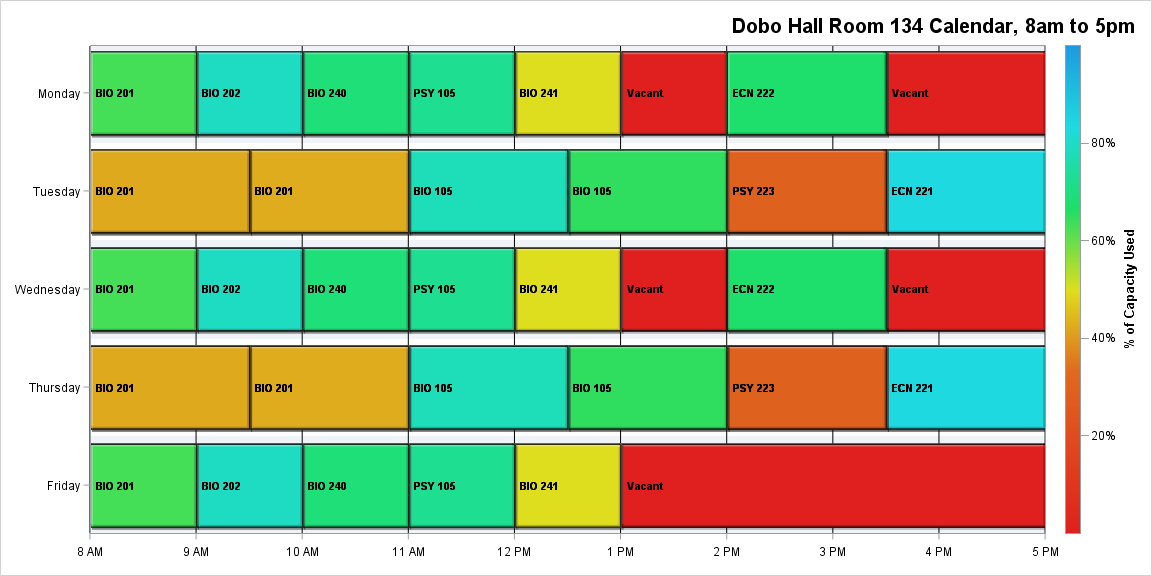 Dobo Hall Room 134 Calendar, 8am to 5pm
Monday
BIO 201
BIO 202
BIO 240
PSY 105
BIO 241
Vacant
ECN 222
Vacant
Tuesday
BIO 201
BIO 201
BIO 105
BIO 105
PSY 223
ECN 221
Wednesday
BIO 201
BIO 202
BIO 240
PSY 105
BIO 241
Vacant
ECN 222
Vacant
Thursday
BIO 201
BIO 201
BIO 105
BIO 105
PSY 223
ECN 221
Friday
BIO 201
BIO 202
BIO 240
PSY 105
BIO 241
Vacant
8 AM
9 AM
10 AM
11 AM
12 PM
1 PM
2 PM
3 PM
4 PM
5 PM
80%
60%
40%
20%
% of Capacity Used